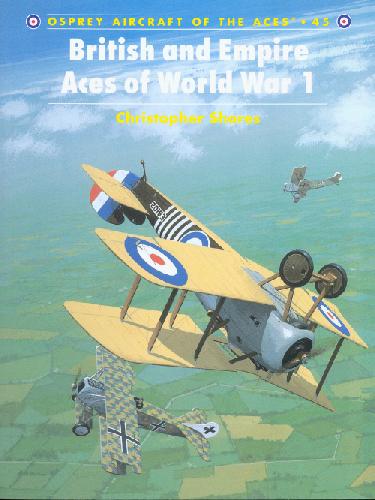 OSPREY AIRCRAFT OF THE ACES® • 45
British and Empire
Aces of World War 1
Christopher Shores